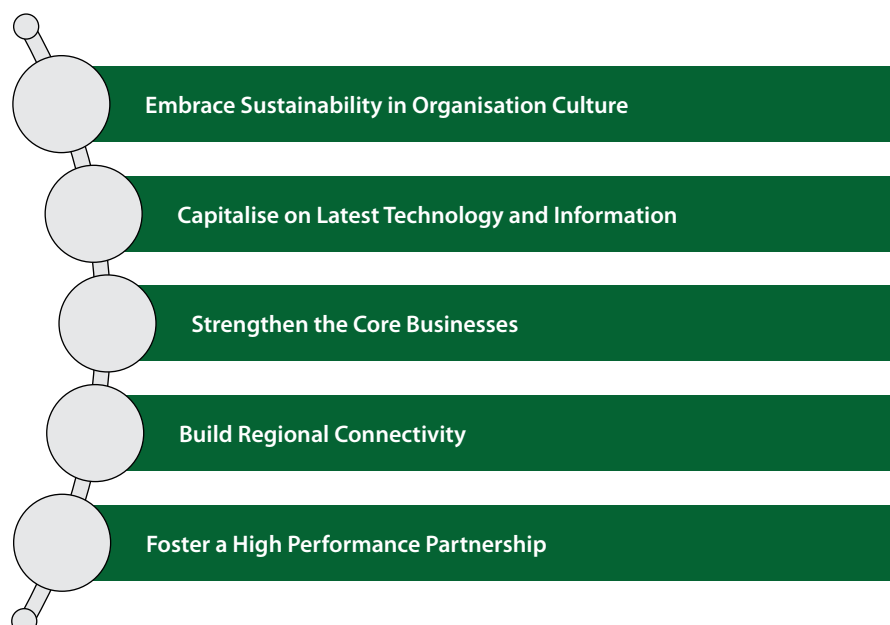 Embrace Sustainability in Organisation Culture
Capitalise on Latest Technology and Information
Strengthen the Core Businesses
Build Regional Connectivity
Foster a High Performance Partnership